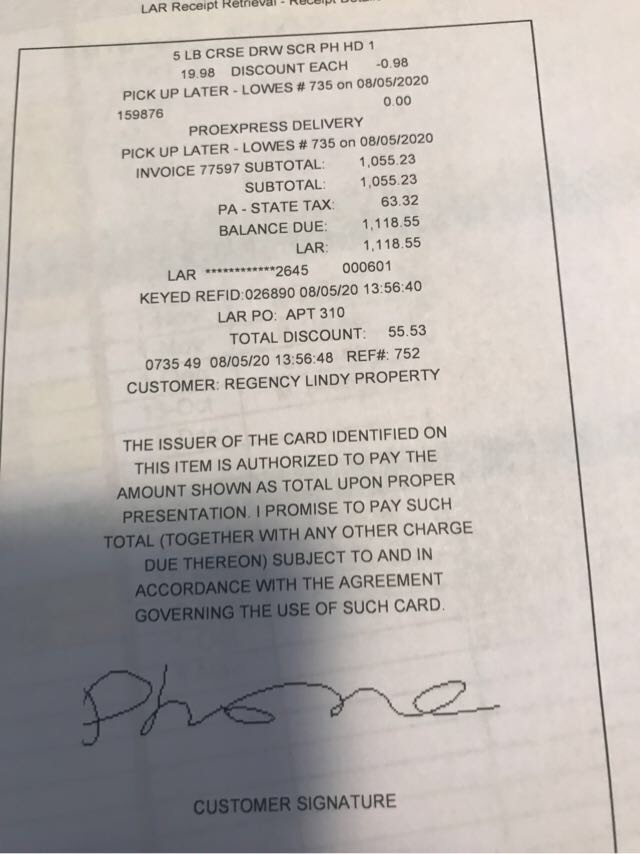 LAR Receipt Retrieval - Receipt
5 LB CRSE DRW SCR PH HD 1
19.98 DISCOUNT EACH -0.98
PICK UP LATER - LOWES # 735 on 08/05/2020
159876 0.00
PROEXPRESS DELIVERY
PICK UP LATER - LOWES # 735 on 08/05/2020
INVOICE 77597 SUBTOTAL: 1,055.23
SUBTOTAL: 1,055.23
PA - STATE TAX: 63.32
BALANCE DUE: 1,118.55
LAR: 1,118.55
LAR ************2645 000601
KEYED REFID:026890 08/05/20 13:56:40
LAR PO: APT 310
TOTAL DISCOUNT: 55.53
0735 49 08/05/20 13:56:48 REF#: 752
CUSTOMER: REGENCY LINDY PROPERTY
THE ISSUER OF THE CARD IDENTIFIED ON
THIS ITEM IS AUTHORIZED TO PAY THE
AMOUNT SHOWN AS TOTAL UPON PROPER
PRESENTATION. I PROMISE TO PAY SUCH
TOTAL (TOGETHER WITH ANY OTHER CHARGE
DUE THEREON) SUBJECT TO AND IN
ACCORDANCE WITH THE AGREEMENT
GOVERNING THE USE OF SUCH CARD.
Phone
CUSTOMER SIGNATURE